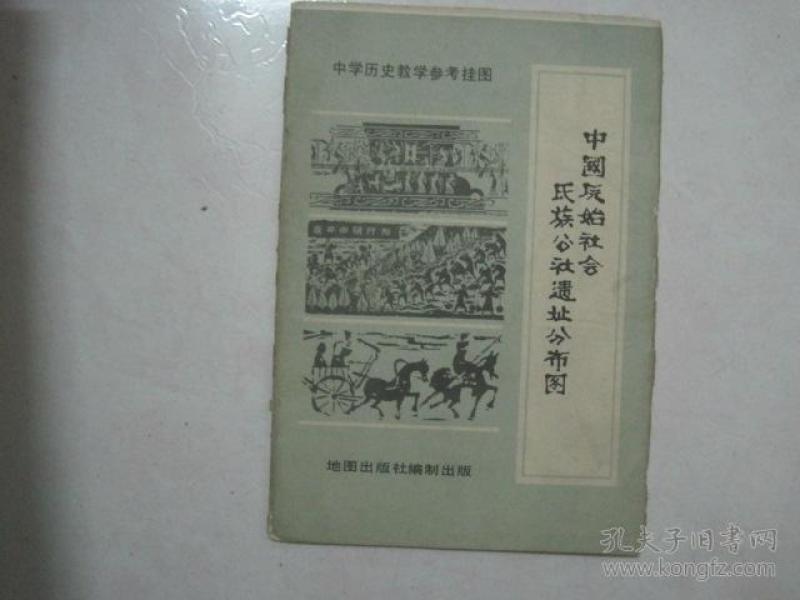 中学历史教学参考挂图
中國原始社会
氏族公社遗址分布图
地图出版社编制出版
孔夫子旧书网
www.kongfz.com